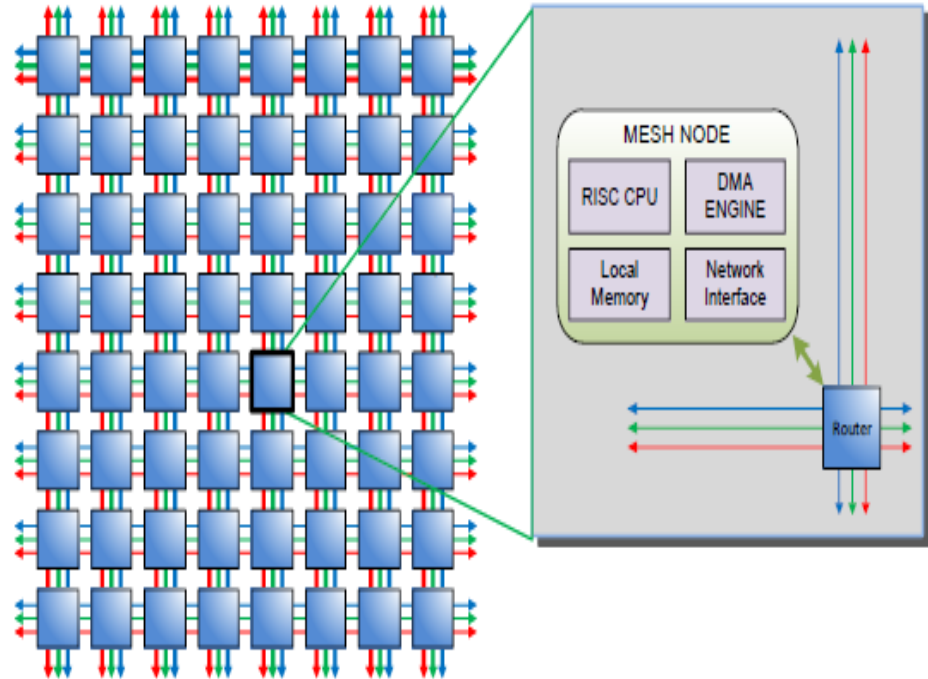 MESH NODE
RISC CPU
DMA
ENGINE
Local
Memory
Network
Interface
Router